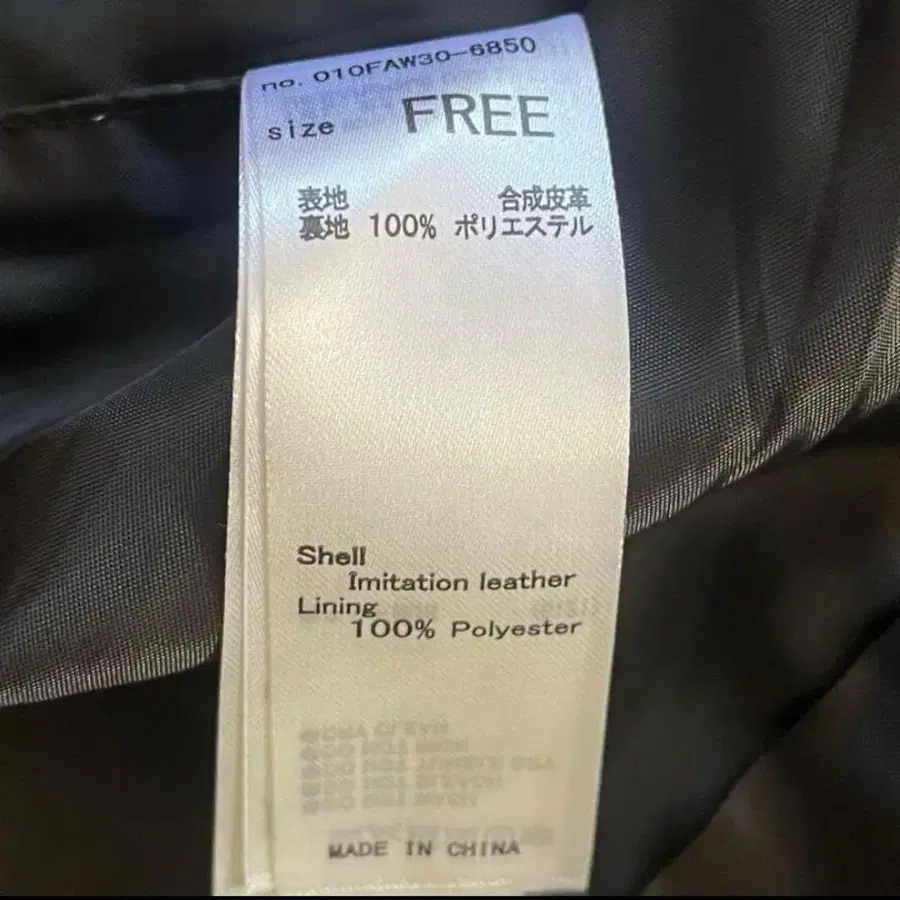 no. 010FAW30-6850
size FREE
表地 合成皮革
裏地 100% ポリエステル
Shell
Imitation leather
Lining
100% Polyester
MADE IN CHINA